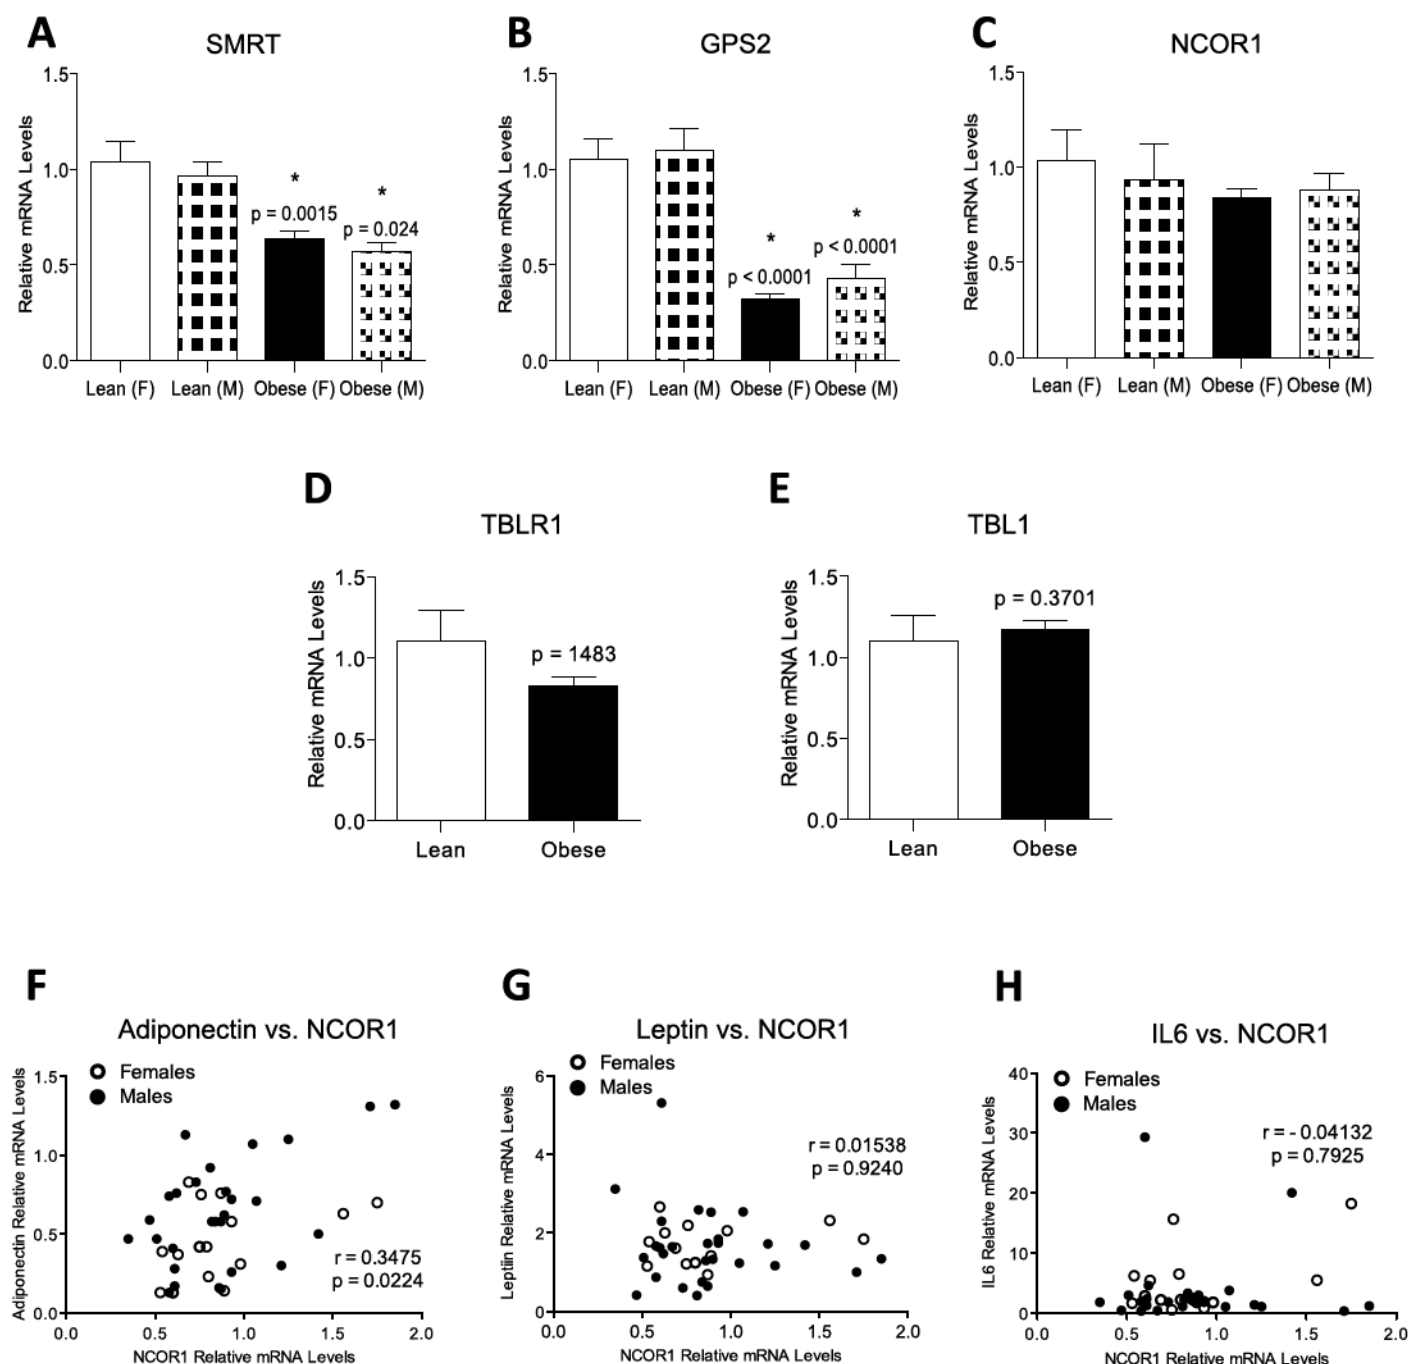 A
SMRT
Relative mRNA Levels
1.5
1.0
0.5
0.0
*
p = 0.0015
*
p = 0.024
Lean (F)
Lean (M)
Obese (F)
Obese (M)
B
GPS2
Relative mRNA Levels
1.5
1.0
0.5
0.0
*
p < 0.0001
*
p < 0.0001
Lean (F)
Lean (M)
Obese (F)
Obese (M)
C
NCOR1
Relative mRNA Levels
1.5
1.0
0.5
0.0
Lean (F)
Lean (M)
Obese (F)
Obese (M)
D
TBLR1
Relative mRNA Levels
1.5
1.0
0.5
0.0
p = 1483
Lean
Obese
E
TBL1
Relative mRNA Levels
1.5
1.0
0.5
0.0
p = 0.3701
Lean
Obese
F
Adiponectin vs. NCOR1
Females
Males
Adiponectin Relative mRNA Levels
1.5
1.0
0.5
0.0
r = 0.3475
p = 0.0224
0.0
0.5
1.0
1.5
2.0
NCOR1 Relative mRNA Levels
G
Leptin vs. NCOR1
Females
Males
Leptiin Relative mRNA Levels
6
4
2
0
r = 0.01538
p = 0.9240
0.0
0.5
1.0
1.5
2.0
NCOR1 Relative mRNA Levels
H
IL6 vs. NCOR1
Females
Males
IL6 Relative mRNA Levels
40
30
20
10
0
r = - 0.04132
p = 0.7925
0.0
0.5
1.0
1.5
2.0
NCOR1 Relative mRNA Levels